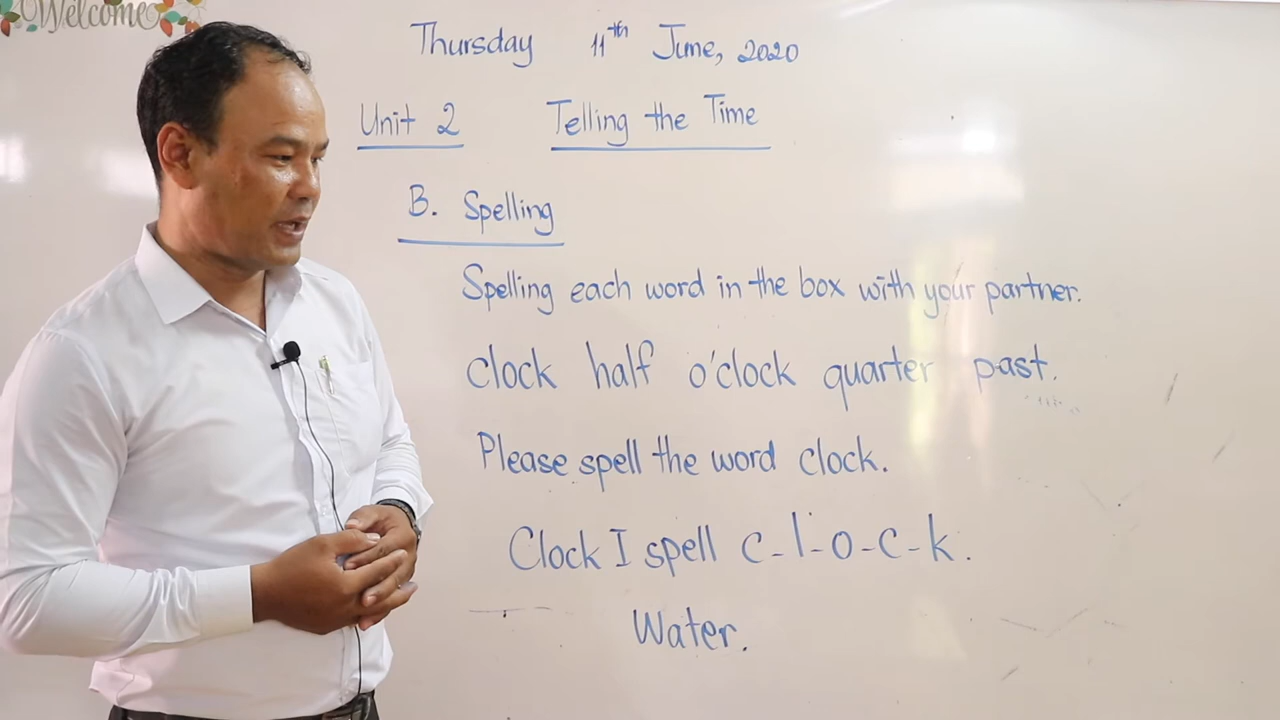 Welcome
Thursday 11th June, 2020
Unit 2 Telling the Time
B. Spelling
Spelling each word in the box with your partner.
clock half o'clock quarter past.
Please spell the word clock.
Clock I spell c-l-o-c-k.
Water.